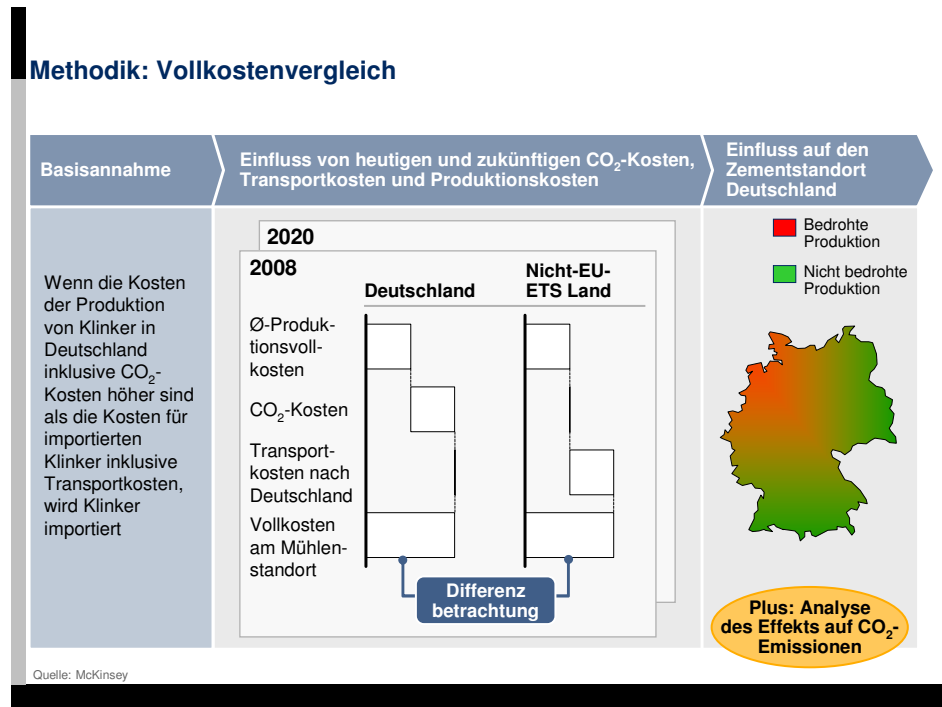 Methodik: Vollkostenvergleich
Basisannahme
Einfluss von heutigen und zukünftigen CO₂-Kosten,
Transportkosten und Produktionskosten
Einfluss auf den
Zementstandort
Deutschland
Wenn die Kosten
der Produktion
von Klinker in
Deutschland
inklusive CO₂-
Kosten höher sind
als die Kosten für
importierten
Klinker inklusive
Transportkosten,
wird Klinker
importiert
2020
2008
Deutschland
Nicht-EU-
ETS Land
Ø-Produk-
tionsvoll-
kosten
CO₂-Kosten
Transport-
kosten nach
Deutschland
Vollkosten
am Mühlen-
standort
Differenz
betrachtung
Bedrohte
Produktion
Nicht bedrohte
Produktion
Plus: Analyse
des Effekts auf CO₂-
Emissionen
Quelle: McKinsey